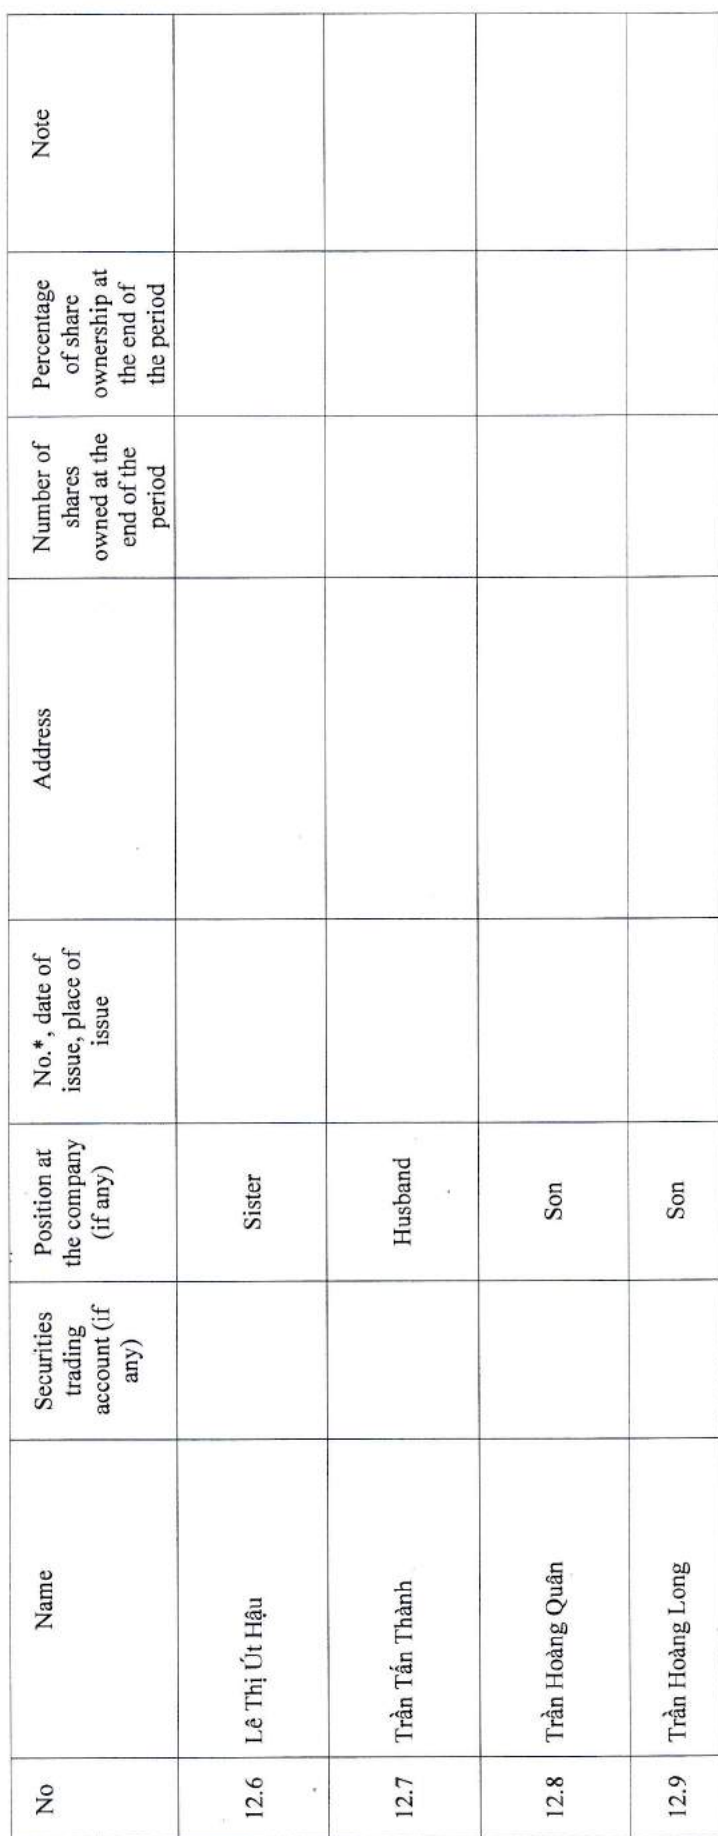 No
Name
Securities
trading
account (if
any)
Position at
the company
(if any)
No.*, date of
issue, place of
issue
Address
Number of
shares
owned at the
end of the
period
Percentage
of share
ownership at
the end of
the period
Note
12.6
Lê Thị Út Hậu
Sister
12.7
Trần Tấn Thành
Husband
12.8
Trần Hoàng Quân
Son
12.9
Trần Hoàng Long
Son